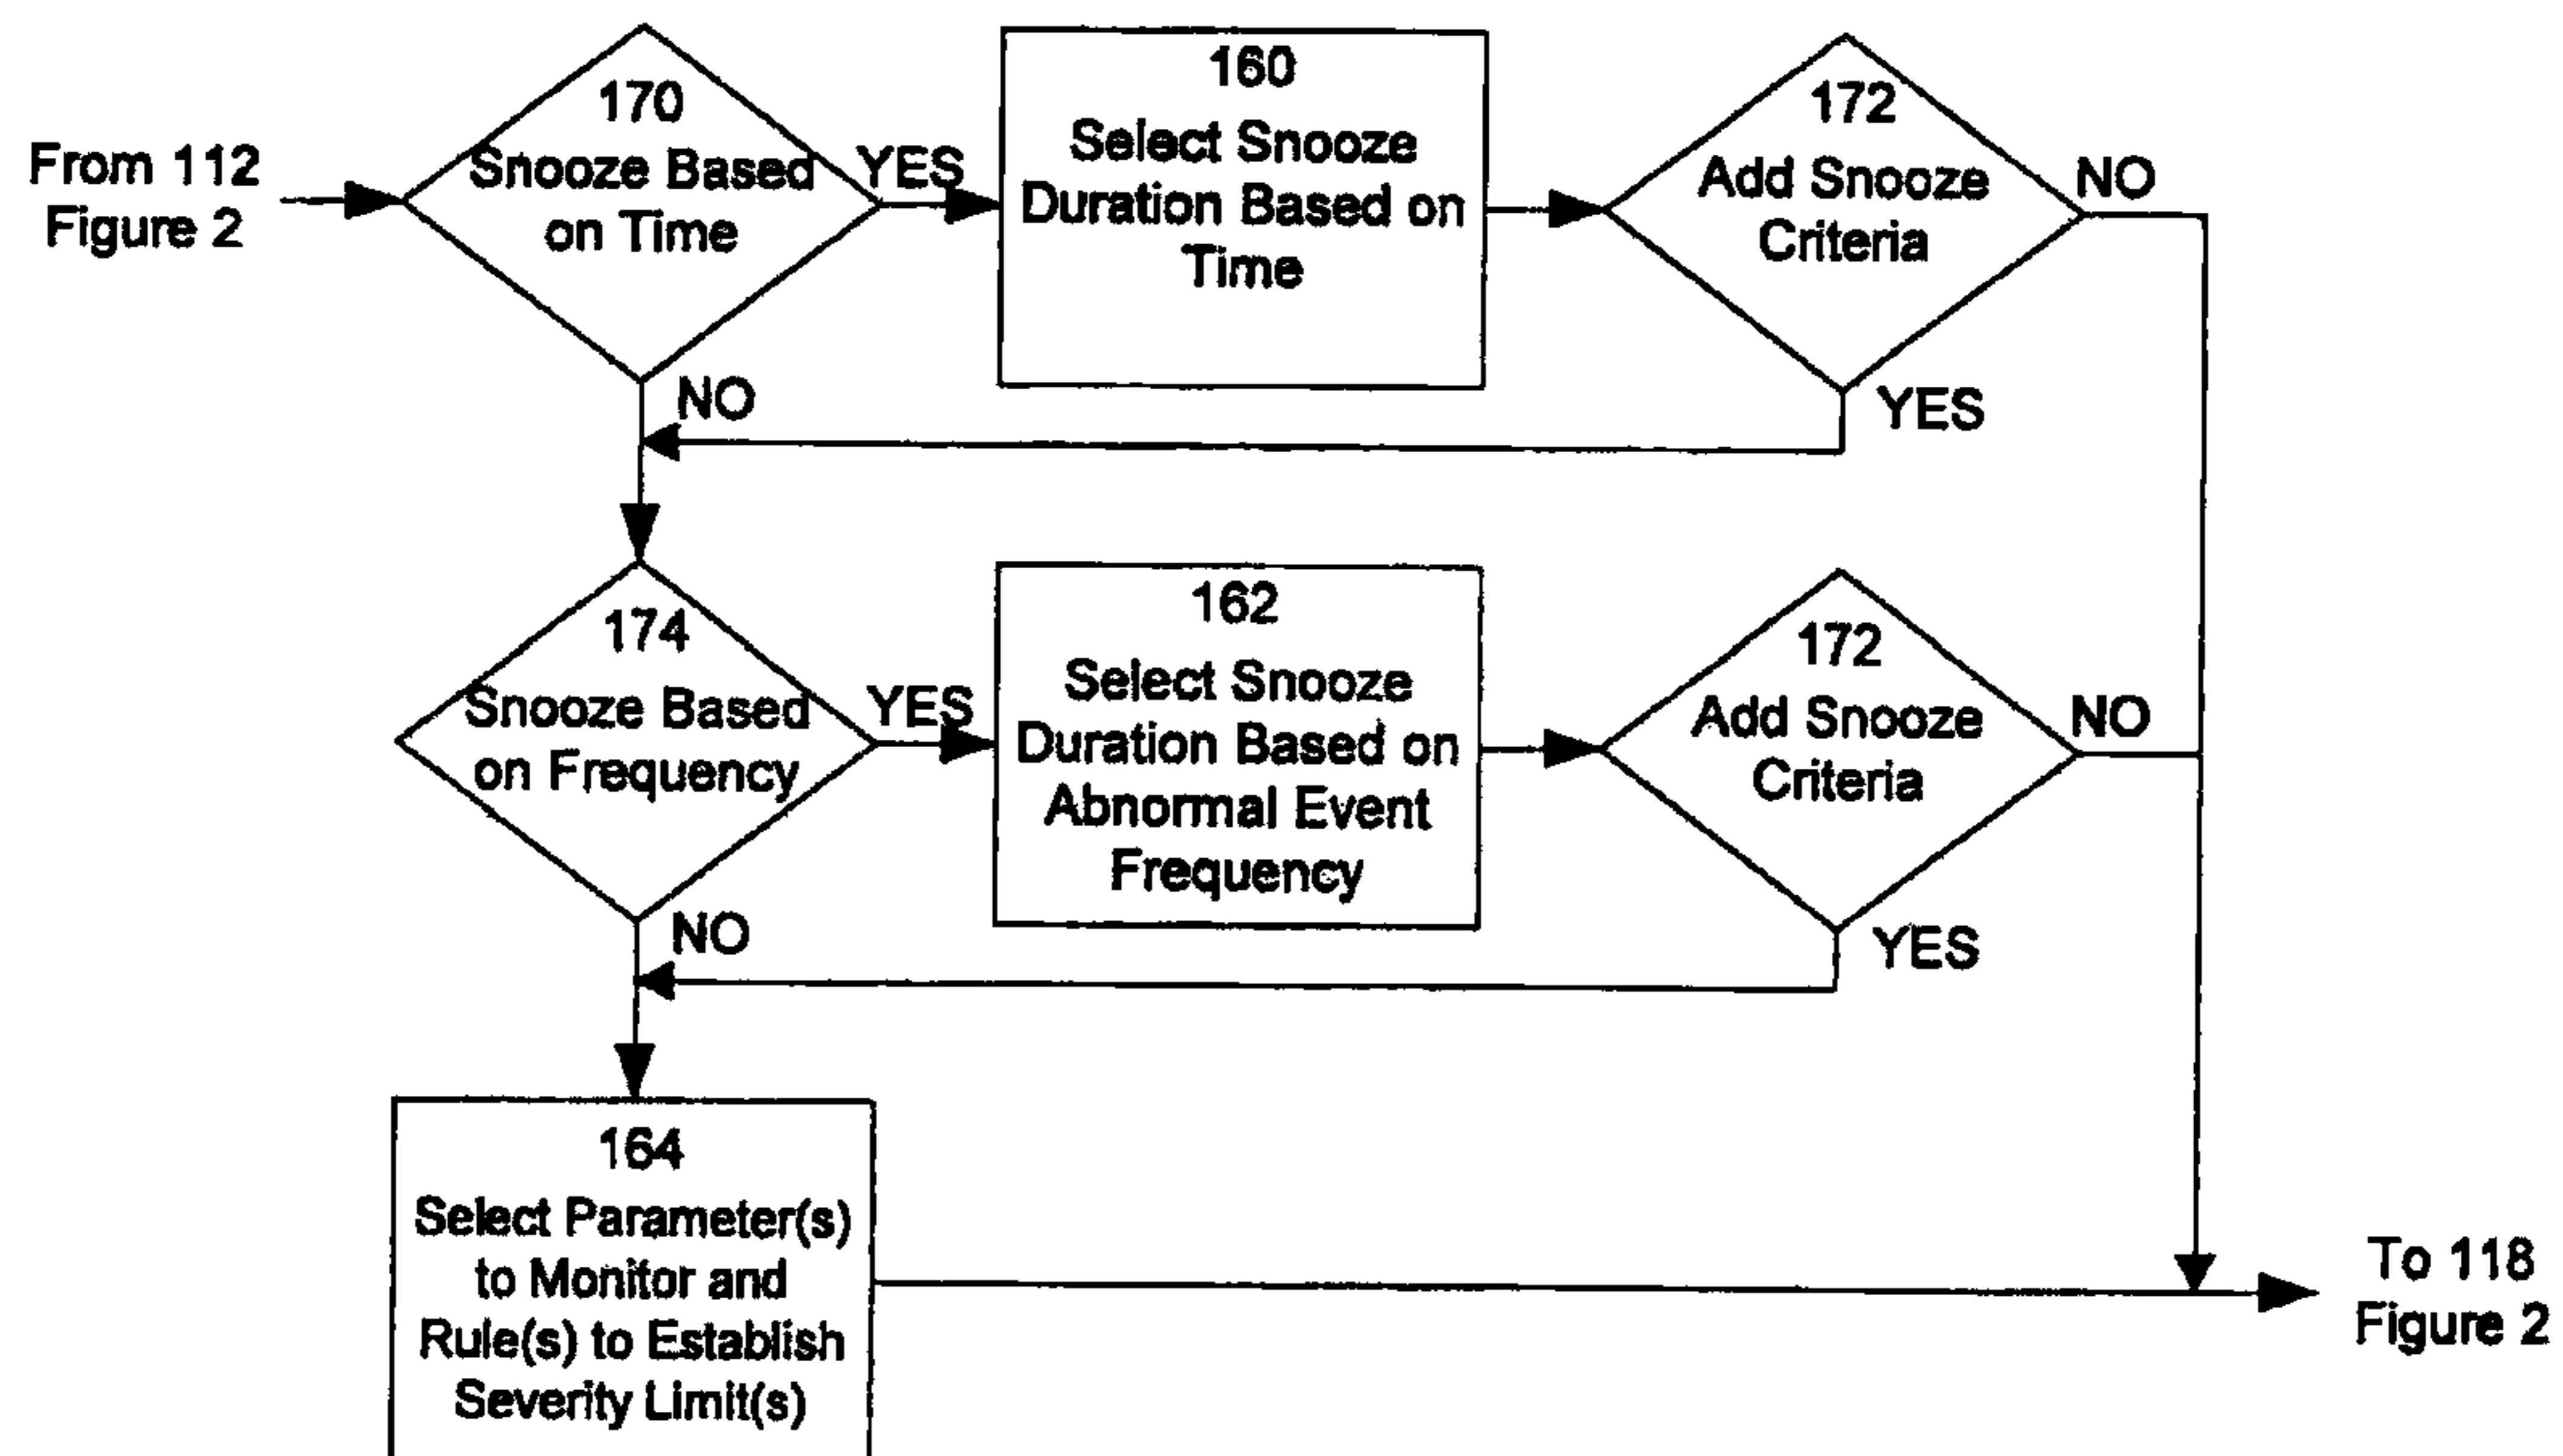 From 112
Figure 2
170
Snooze Based
on Time
YES
NO
160
Select Snooze
Duration Based on
Time
172
Add Snooze
Criteria
NO
YES
174
Snooze Based
on Frequency
YES
NO
162
Select Snooze
Duration Based on
Abnormal Event
Frequency
172
Add Snooze
Criteria
NO
YES
164
Select Parameter(s)
to Monitor and
Rule(s) to Establish
Severity Limit(s)
To 118
Figure 2